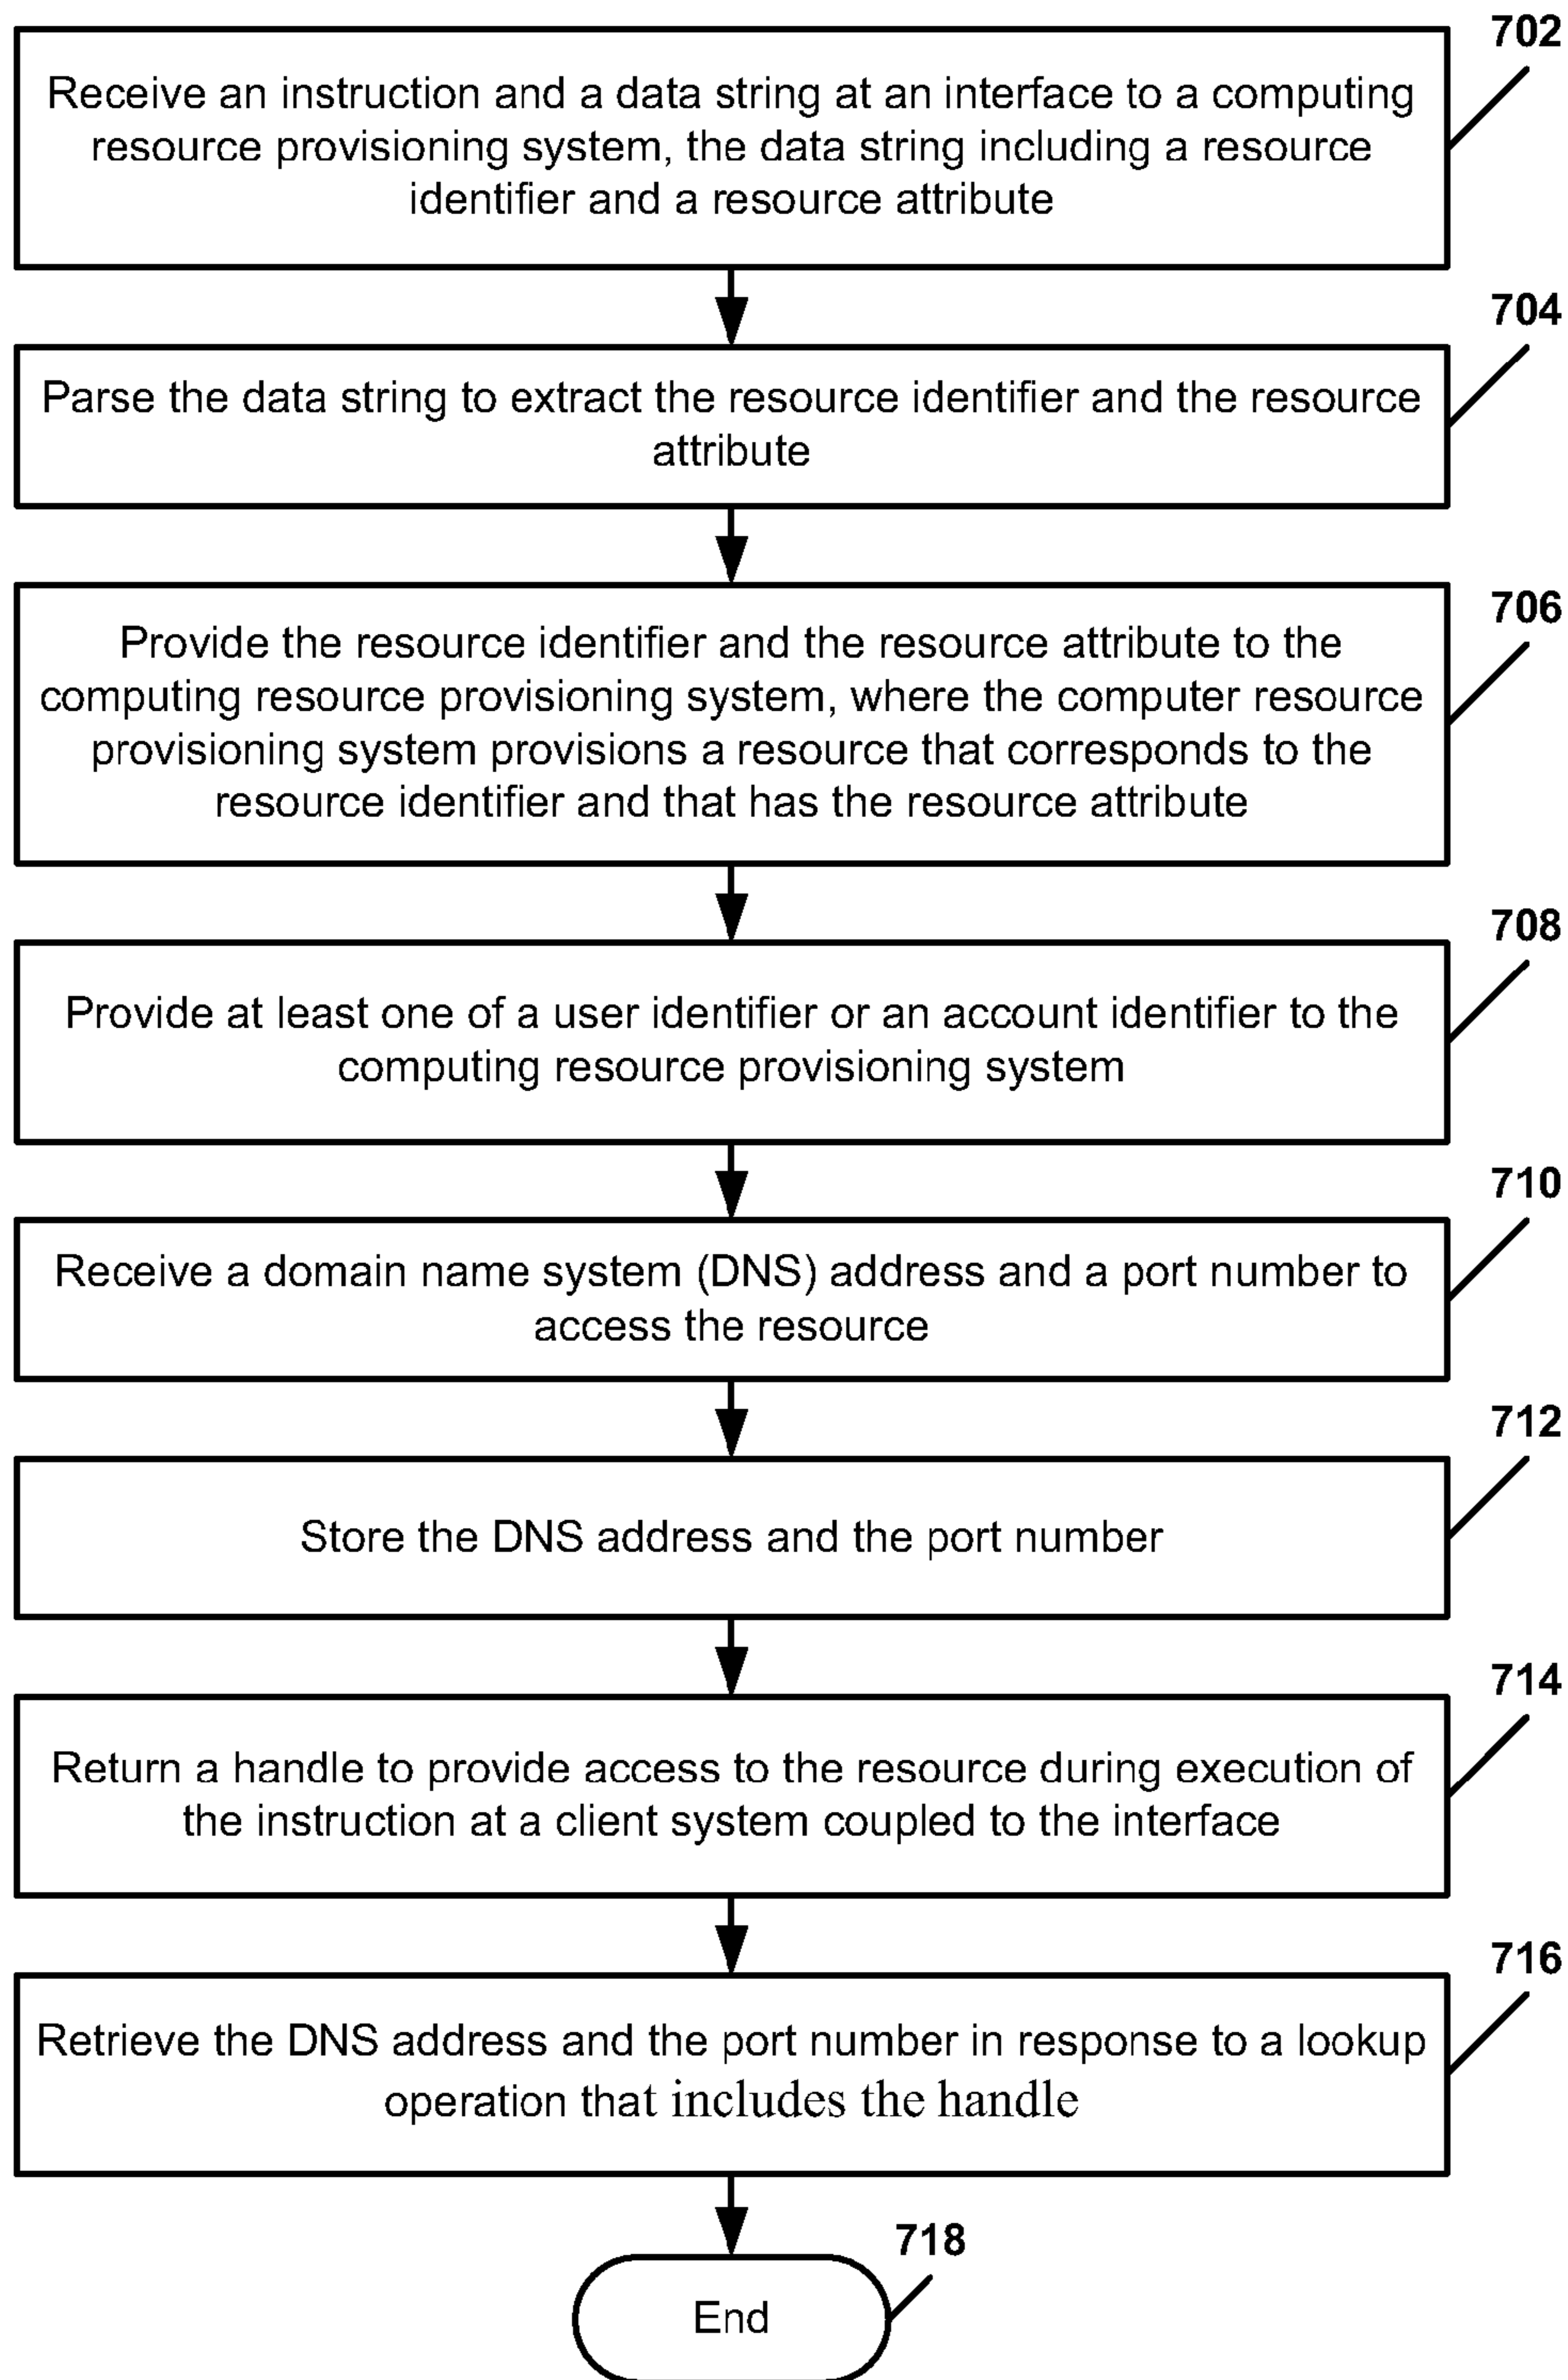 702
Receive an instruction and a data string at an interface to a computing
resource provisioning system, the data string including a resource
identifier and a resource attribute
704
Parse the data string to extract the resource identifier and the resource
attribute
706
Provide the resource identifier and the resource attribute to the
computing resource provisioning system, where the computer resource
provisioning system provisions a resource that corresponds to the
resource identifier and that has the resource attribute
708
Provide at least one of a user identifier or an account identifier to the
computing resource provisioning system
710
Receive a domain name system (DNS) address and a port number to
access the resource
712
Store the DNS address and the port number
714
Return a handle to provide access to the resource during execution of
the instruction at a client system coupled to the interface
716
Retrieve the DNS address and the port number in response to a lookup
operation that includes the handle
718
End